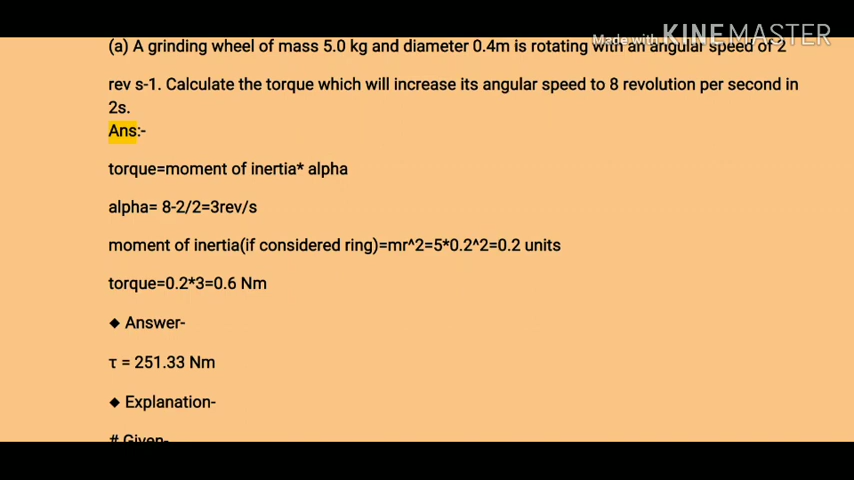 Made with KINEMASTER
(a) A grinding wheel of mass 5.0 kg and diameter 0.4m is rotating with an angular speed of 2
rev s-1. Calculate the torque which will increase its angular speed to 8 revolution per second in
2s.
Ans:-
torque=moment of inertia* alpha
alpha= 8-2/2=3rev/s
moment of inertia(if considered ring)=mr^2=5*0.2^2=0.2 units
torque=0.2*3=0.6 Nm
◆ Answer-
τ = 251.33 Nm
◆ Explanation-
# Given-